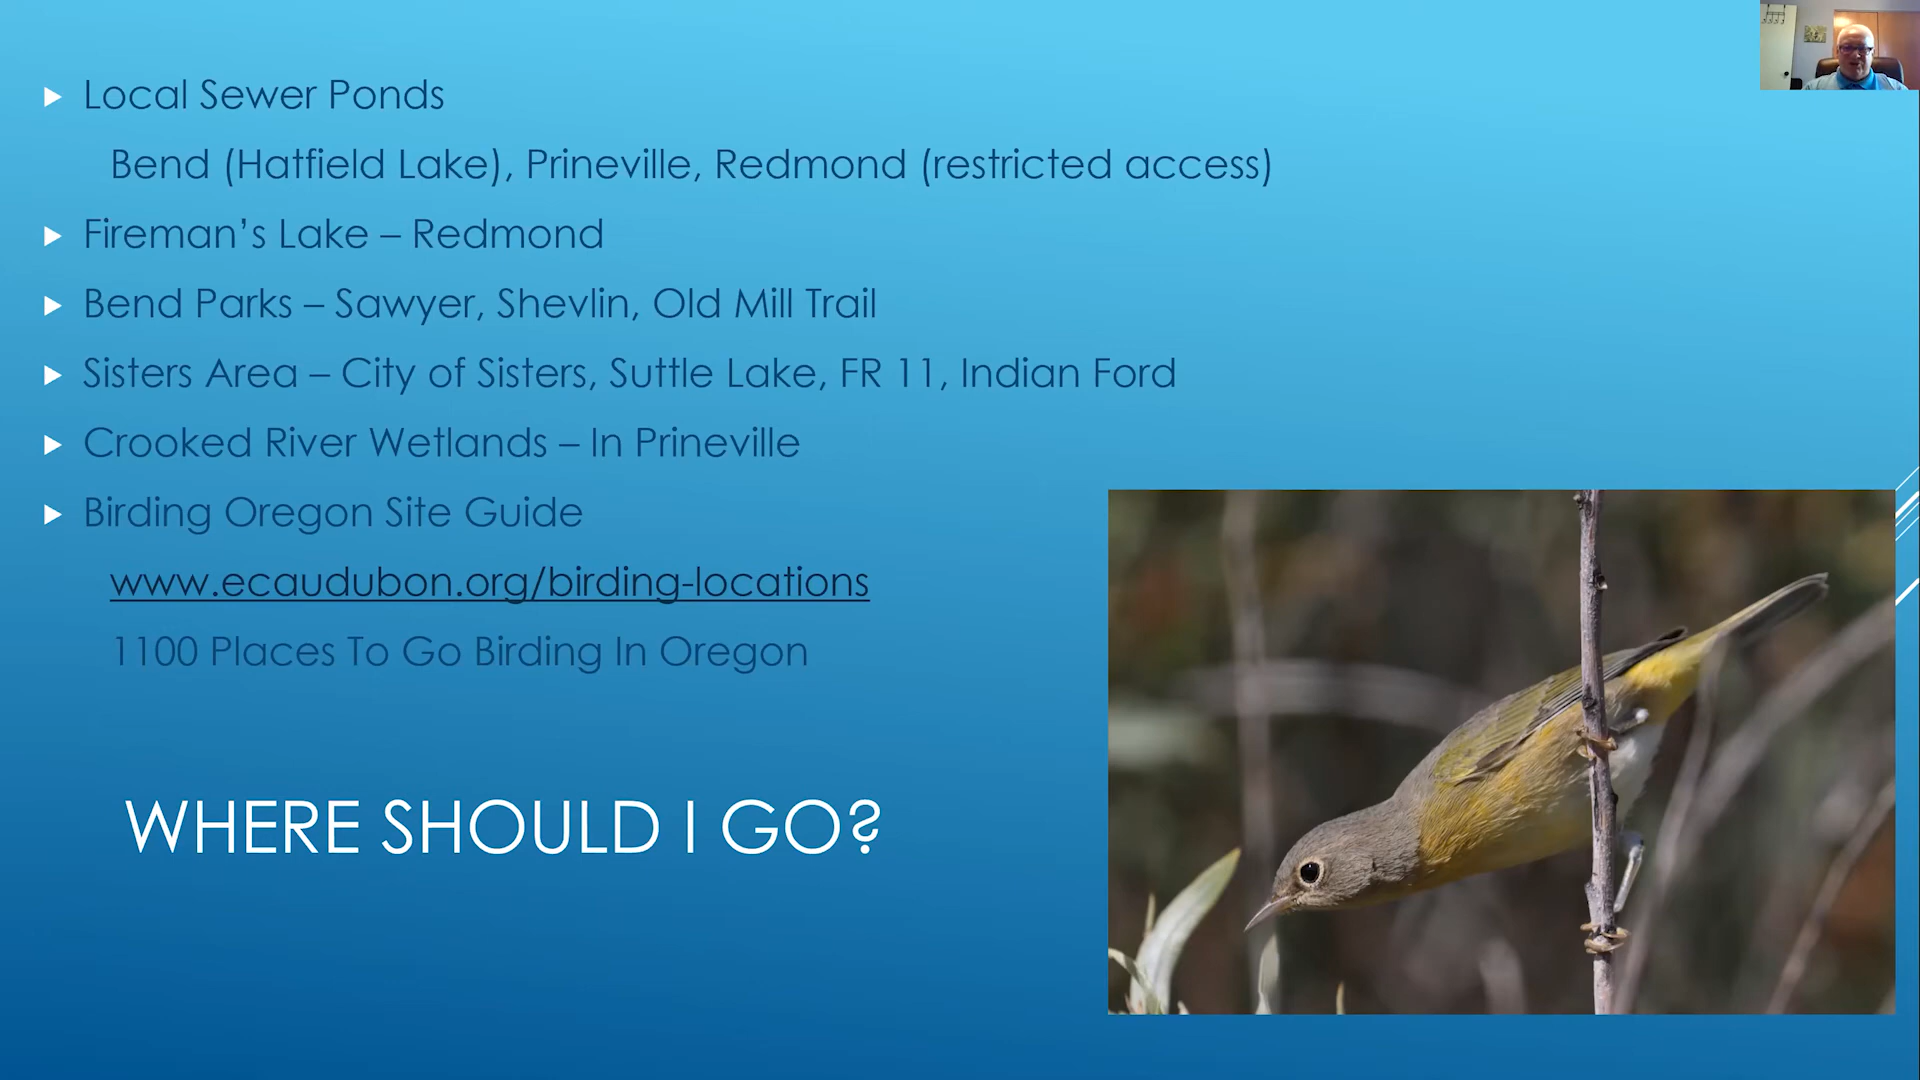 Local Sewer Ponds
Bend (Hatfield Lake), Prineville, Redmond (restricted access)
Fireman’s Lake – Redmond
Bend Parks – Sawyer, Shevlin, Old Mill Trail
Sisters Area – City of Sisters, Suttle Lake, FR 11, Indian Ford
Crooked River Wetlands – In Prineville
Birding Oregon Site Guide
www.ecaudubon.org/birding-locations
1100 Places To Go Birding In Oregon
WHERE SHOULD I GO?